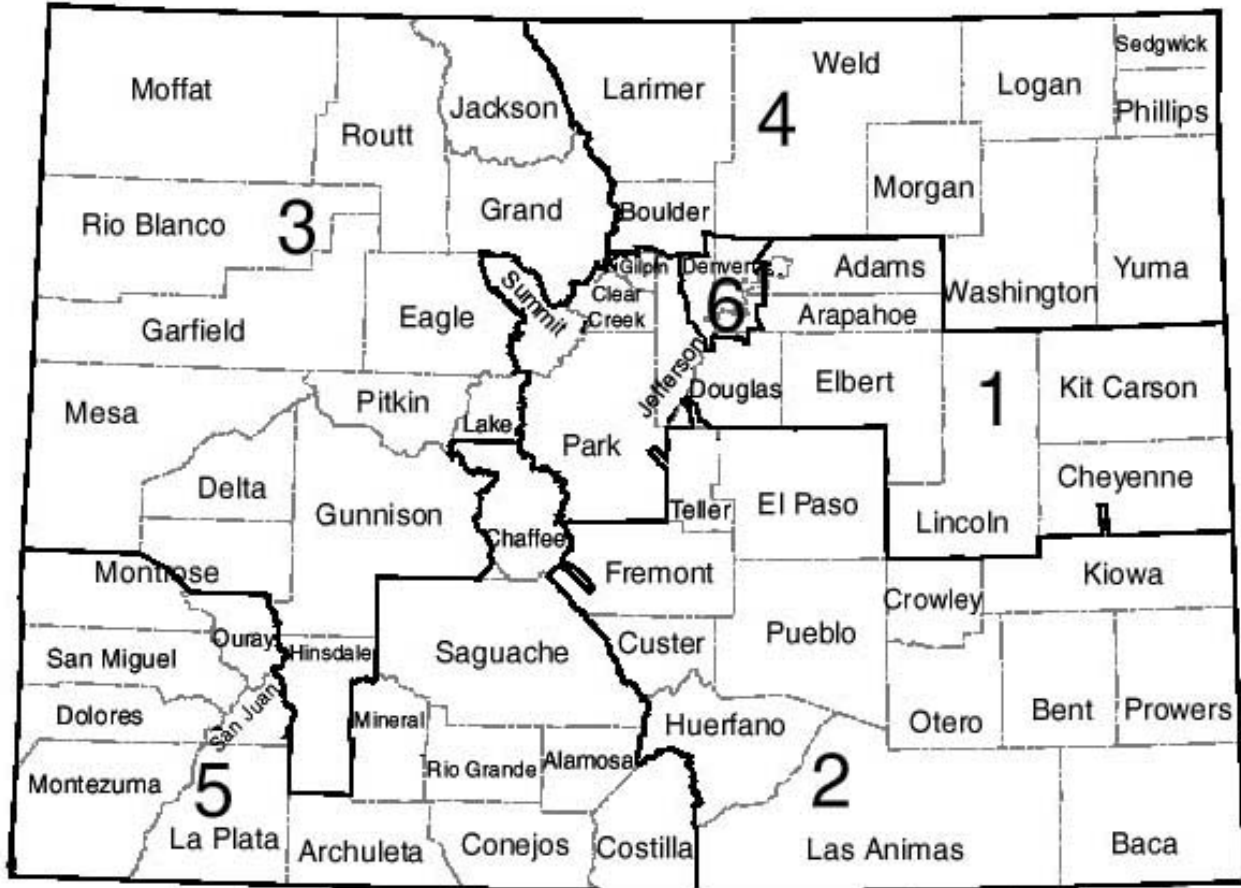 Moffat
Routt
Jackson
Larimer
Weld
Logan
Sedgwick
Phillips
4
Morgan
Rio Blanco
3
Grand
Boulder
Gilpin
Denver
Adams
Washington
Yuma
Garfield
Eagle
Summit
Clear
Creek
6
Arapahoe
Mesa
Pitkin
Lake
Park
Jefferson
Douglas
Elbert
1
Kit Carson
Delta
Gunnison
Chaffee
Teller
El Paso
Lincoln
Cheyenne
Montrose
Fremont
Crowley
Kiowa
Ouray
Hinsdale
San Miguel
Saguache
Custer
Pueblo
Dolores
San Juan
Mineral
Rio Grande
Alamosa
Huerfano
Otero
Bent
Prowers
Montezuma
5
La Plata
Archuleta
Conejos
Costilla
2
Las Animas
Baca